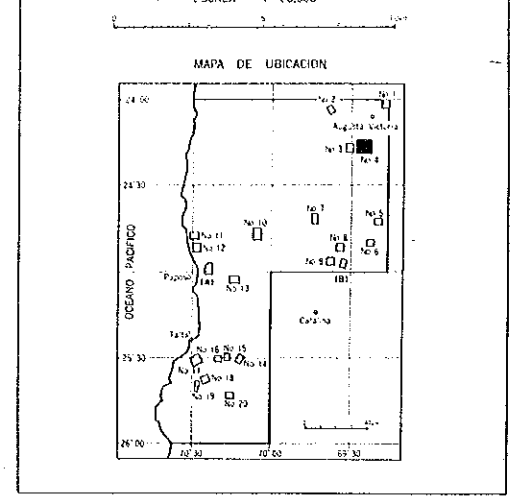 0 5
MAPA DE UBICACION
24°00'
No 1
No 2
Augusta Victoria
No 3
No 4
24°30'
No 7
No 5
No 10
No 11
No 8
No 6
No 12
No 9
OCEANO PACIFICO
Paposo
(A)
(B)
No 13
Catalina
Taltal
No 16
No 15
25°30'
No 14
No 18
No 19
No 20
26°00'
70°30'
70°00'
69°30'